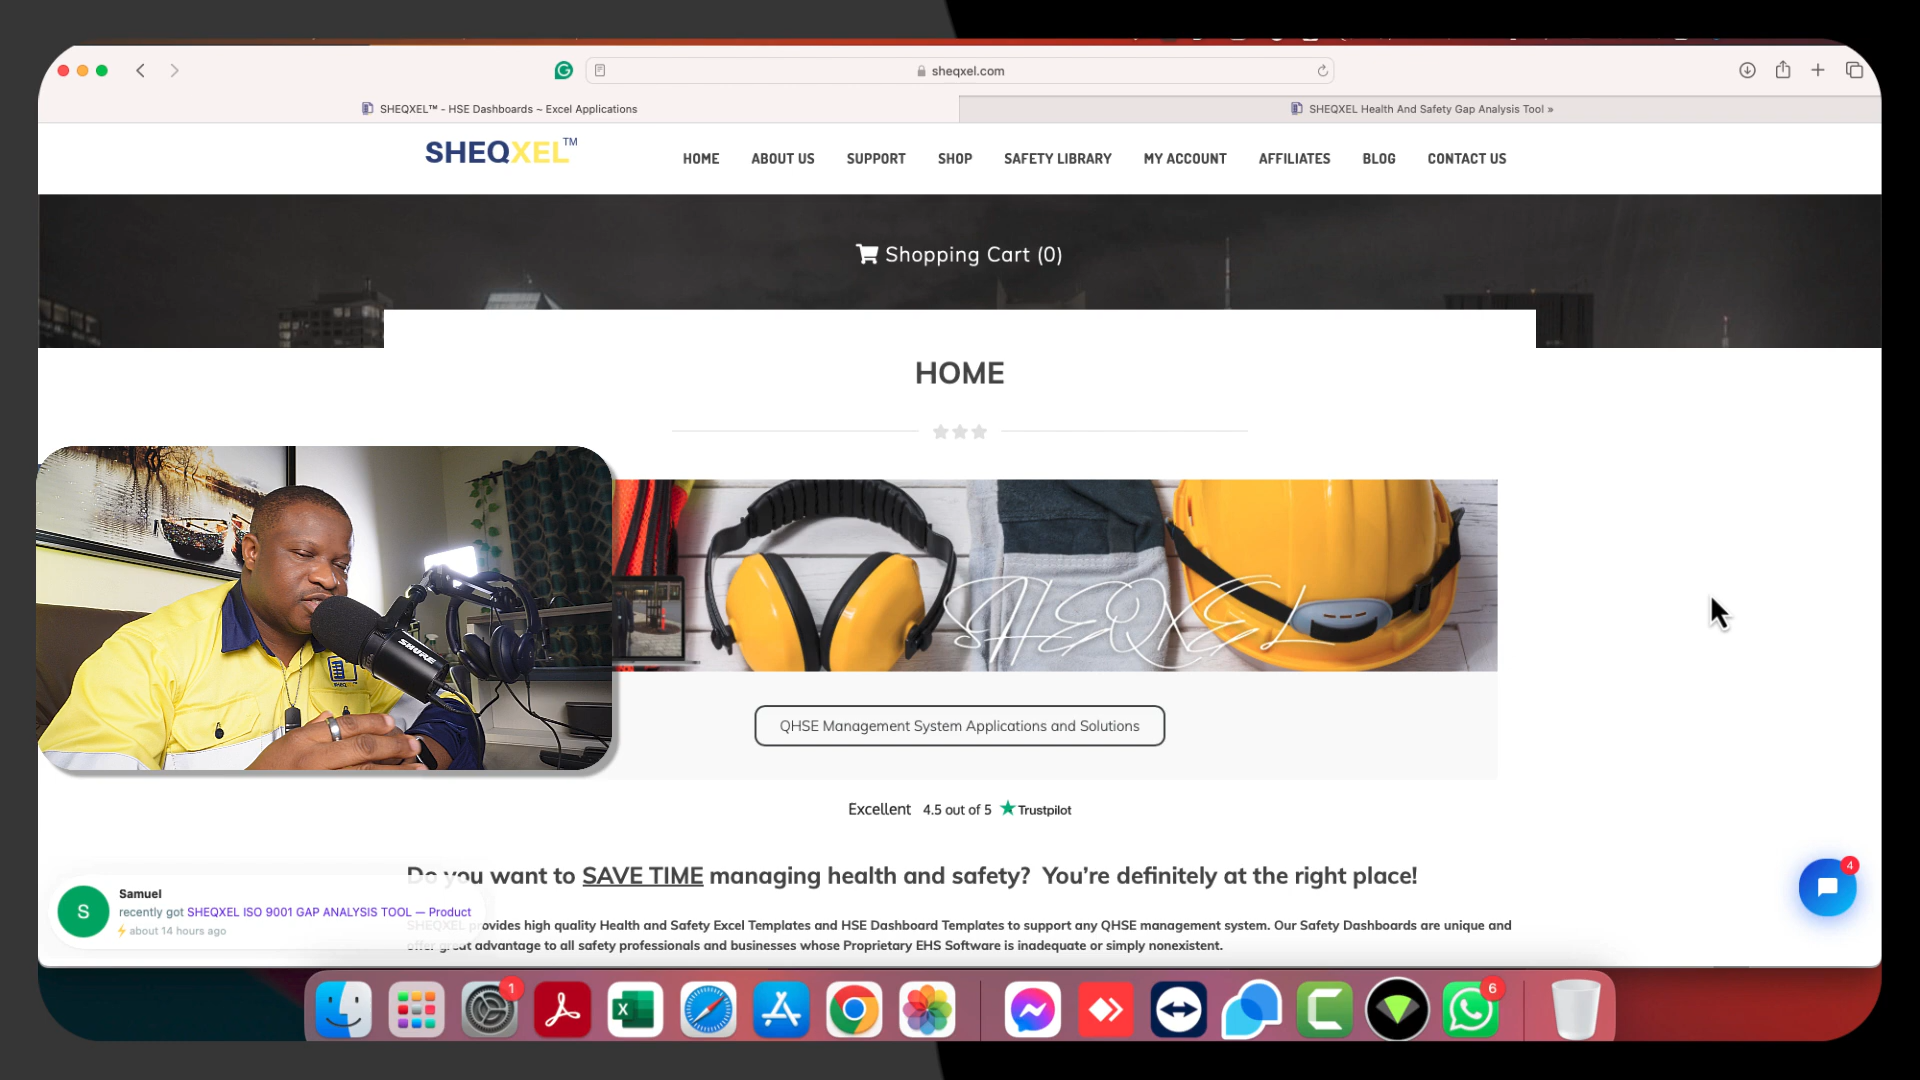 sheqxel.com
SHEQXEL™ - HSE Dashboards ~ Excel Applications
SHEQXEL Health And Safety Gap Analysis Tool »
SHEQXEL™
HOME
ABOUT US
SUPPORT
SHOP
SAFETY LIBRARY
MY ACCOUNT
AFFILIATES
BLOG
CONTACT US
Shopping Cart (0)
HOME
SHEQXEL
SHURE
QHSE Management System Applications and Solutions
Excellent 4.5 out of 5 Trustpilot
Do you want to SAVE TIME managing health and safety? You're definitely at the right place!
SHEQXEL provides high quality Health and Safety Excel Templates and HSE Dashboard Templates to support any QHSE management system. Our Safety Dashboards are unique and
offer great advantage to all safety professionals and businesses whose Proprietary EHS Software is inadequate or simply nonexistent.
S
Samuel
recently got SHEQXEL ISO 9001 GAP ANALYSIS TOOL — Product
about 14 hours ago
4
1
6